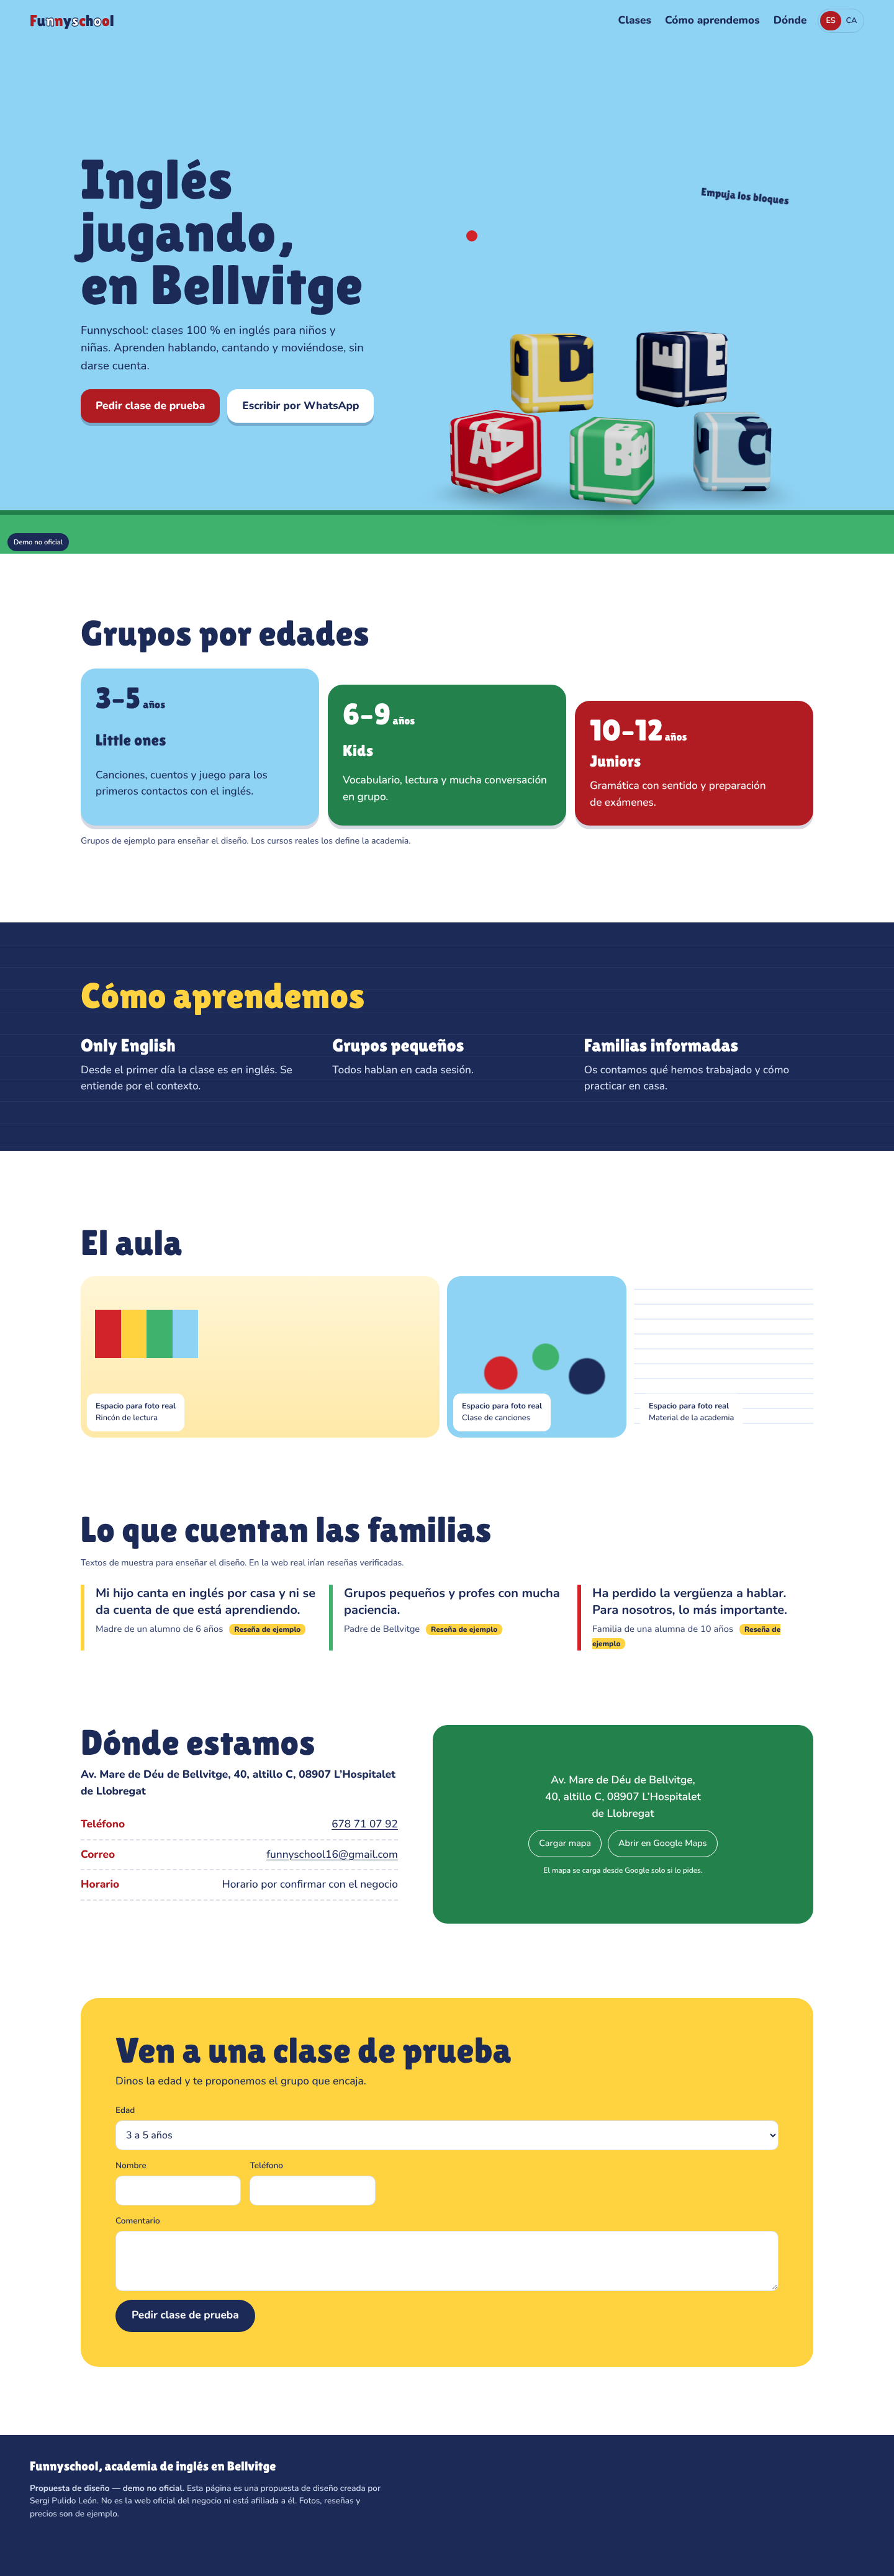 Funnyschool
Clases
Cómo aprendemos
Dónde
ES
CA
Inglés
jugando,
en Bellvitge
Empuja los bloques
Funnyschool: clases 100 % en inglés para niños y
niñas. Aprenden hablando, cantando y moviéndose, sin
darse cuenta.
Pedir clase de prueba
Escribir por WhatsApp
D
E
E
A
B
B
C
Demo no oficial
Grupos por edades
3–5 años
Little ones
Canciones, cuentos y juego para los
primeros contactos con el inglés.
6–9 años
Kids
Vocabulario, lectura y mucha conversación
en grupo.
10–12 años
Juniors
Gramática con sentido y preparación
de exámenes.
Grupos de ejemplo para enseñar el diseño. Los cursos reales los define la academia.
Cómo aprendemos
Only English
Desde el primer día la clase es en inglés. Se
entiende por el contexto.
Grupos pequeños
Todos hablan en cada sesión.
Familias informadas
Os contamos qué hemos trabajado y cómo
practicar en casa.
El aula
Espacio para foto real
Rincón de lectura
Espacio para foto real
Clase de canciones
Espacio para foto real
Material de la academia
Lo que cuentan las familias
Textos de muestra para enseñar el diseño. En la web real irían reseñas verificadas.
Mi hijo canta en inglés por casa y ni se
da cuenta de que está aprendiendo.
Madre de un alumno de 6 años Reseña de ejemplo
Grupos pequeños y profes con mucha
paciencia.
Padre de Bellvitge Reseña de ejemplo
Ha perdido la vergüenza a hablar.
Para nosotros, lo más importante.
Familia de una alumna de 10 años Reseña de
ejemplo
Dónde estamos
Av. Mare de Déu de Bellvitge, 40, altillo C, 08907 L'Hospitalet
de Llobregat
Teléfono 678 71 07 92
Correo funnyschool16@gmail.com
Horario Horario por confirmar con el negocio
Av. Mare de Déu de Bellvitge,
40, altillo C, 08907 L'Hospitalet
de Llobregat
Cargar mapa
Abrir en Google Maps
El mapa se carga desde Google solo si lo pides.
Ven a una clase de prueba
Dinos la edad y te proponemos el grupo que encaja.
Edad
3 a 5 años
Nombre
Teléfono
Comentario
Pedir clase de prueba
Funnyschool, academia de inglés en Bellvitge
Propuesta de diseño — demo no oficial. Esta página es una propuesta de diseño creada por
Sergi Pulido León. No es la web oficial del negocio ni está afiliada a él. Fotos, reseñas y
precios son de ejemplo.